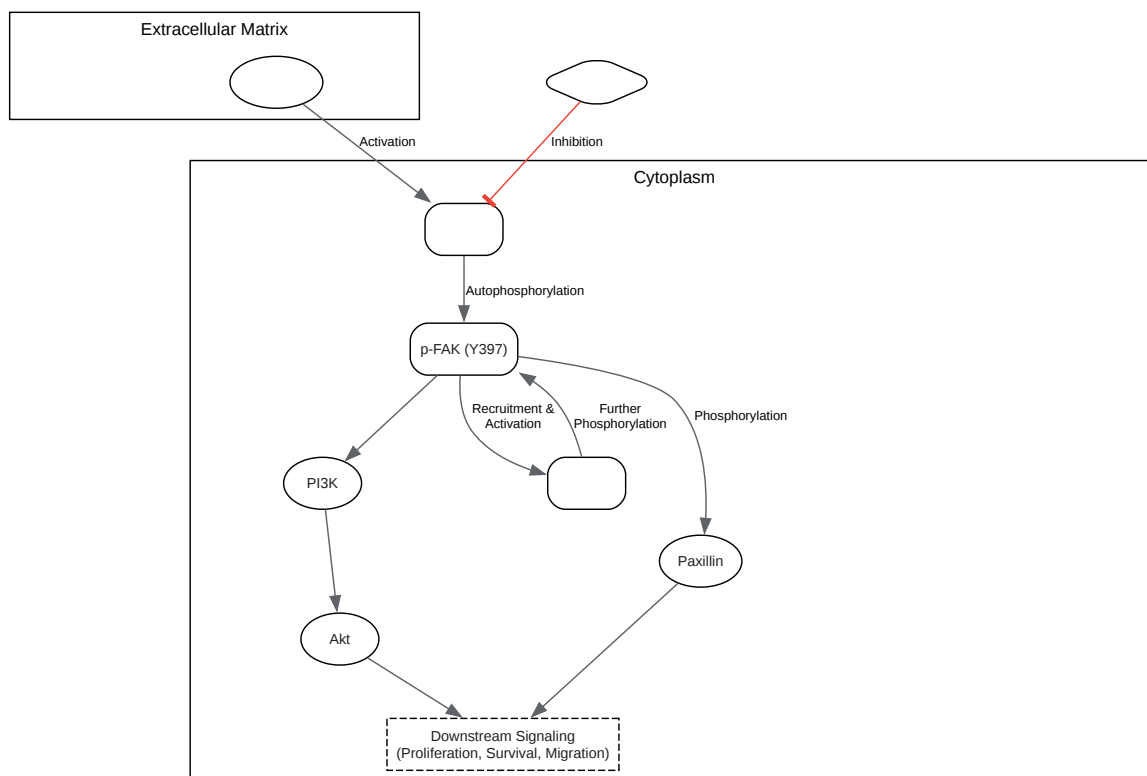 Extracellular Matrix
Activation
Inhibition
Cytoplasm
Autophosphorylation
p-FAK (Y397)
Recruitment &
Activation
Further
Phosphorylation
Phosphorylation
PI3K
Paxillin
Akt
Downstream Signaling
(Proliferation, Survival, Migration)